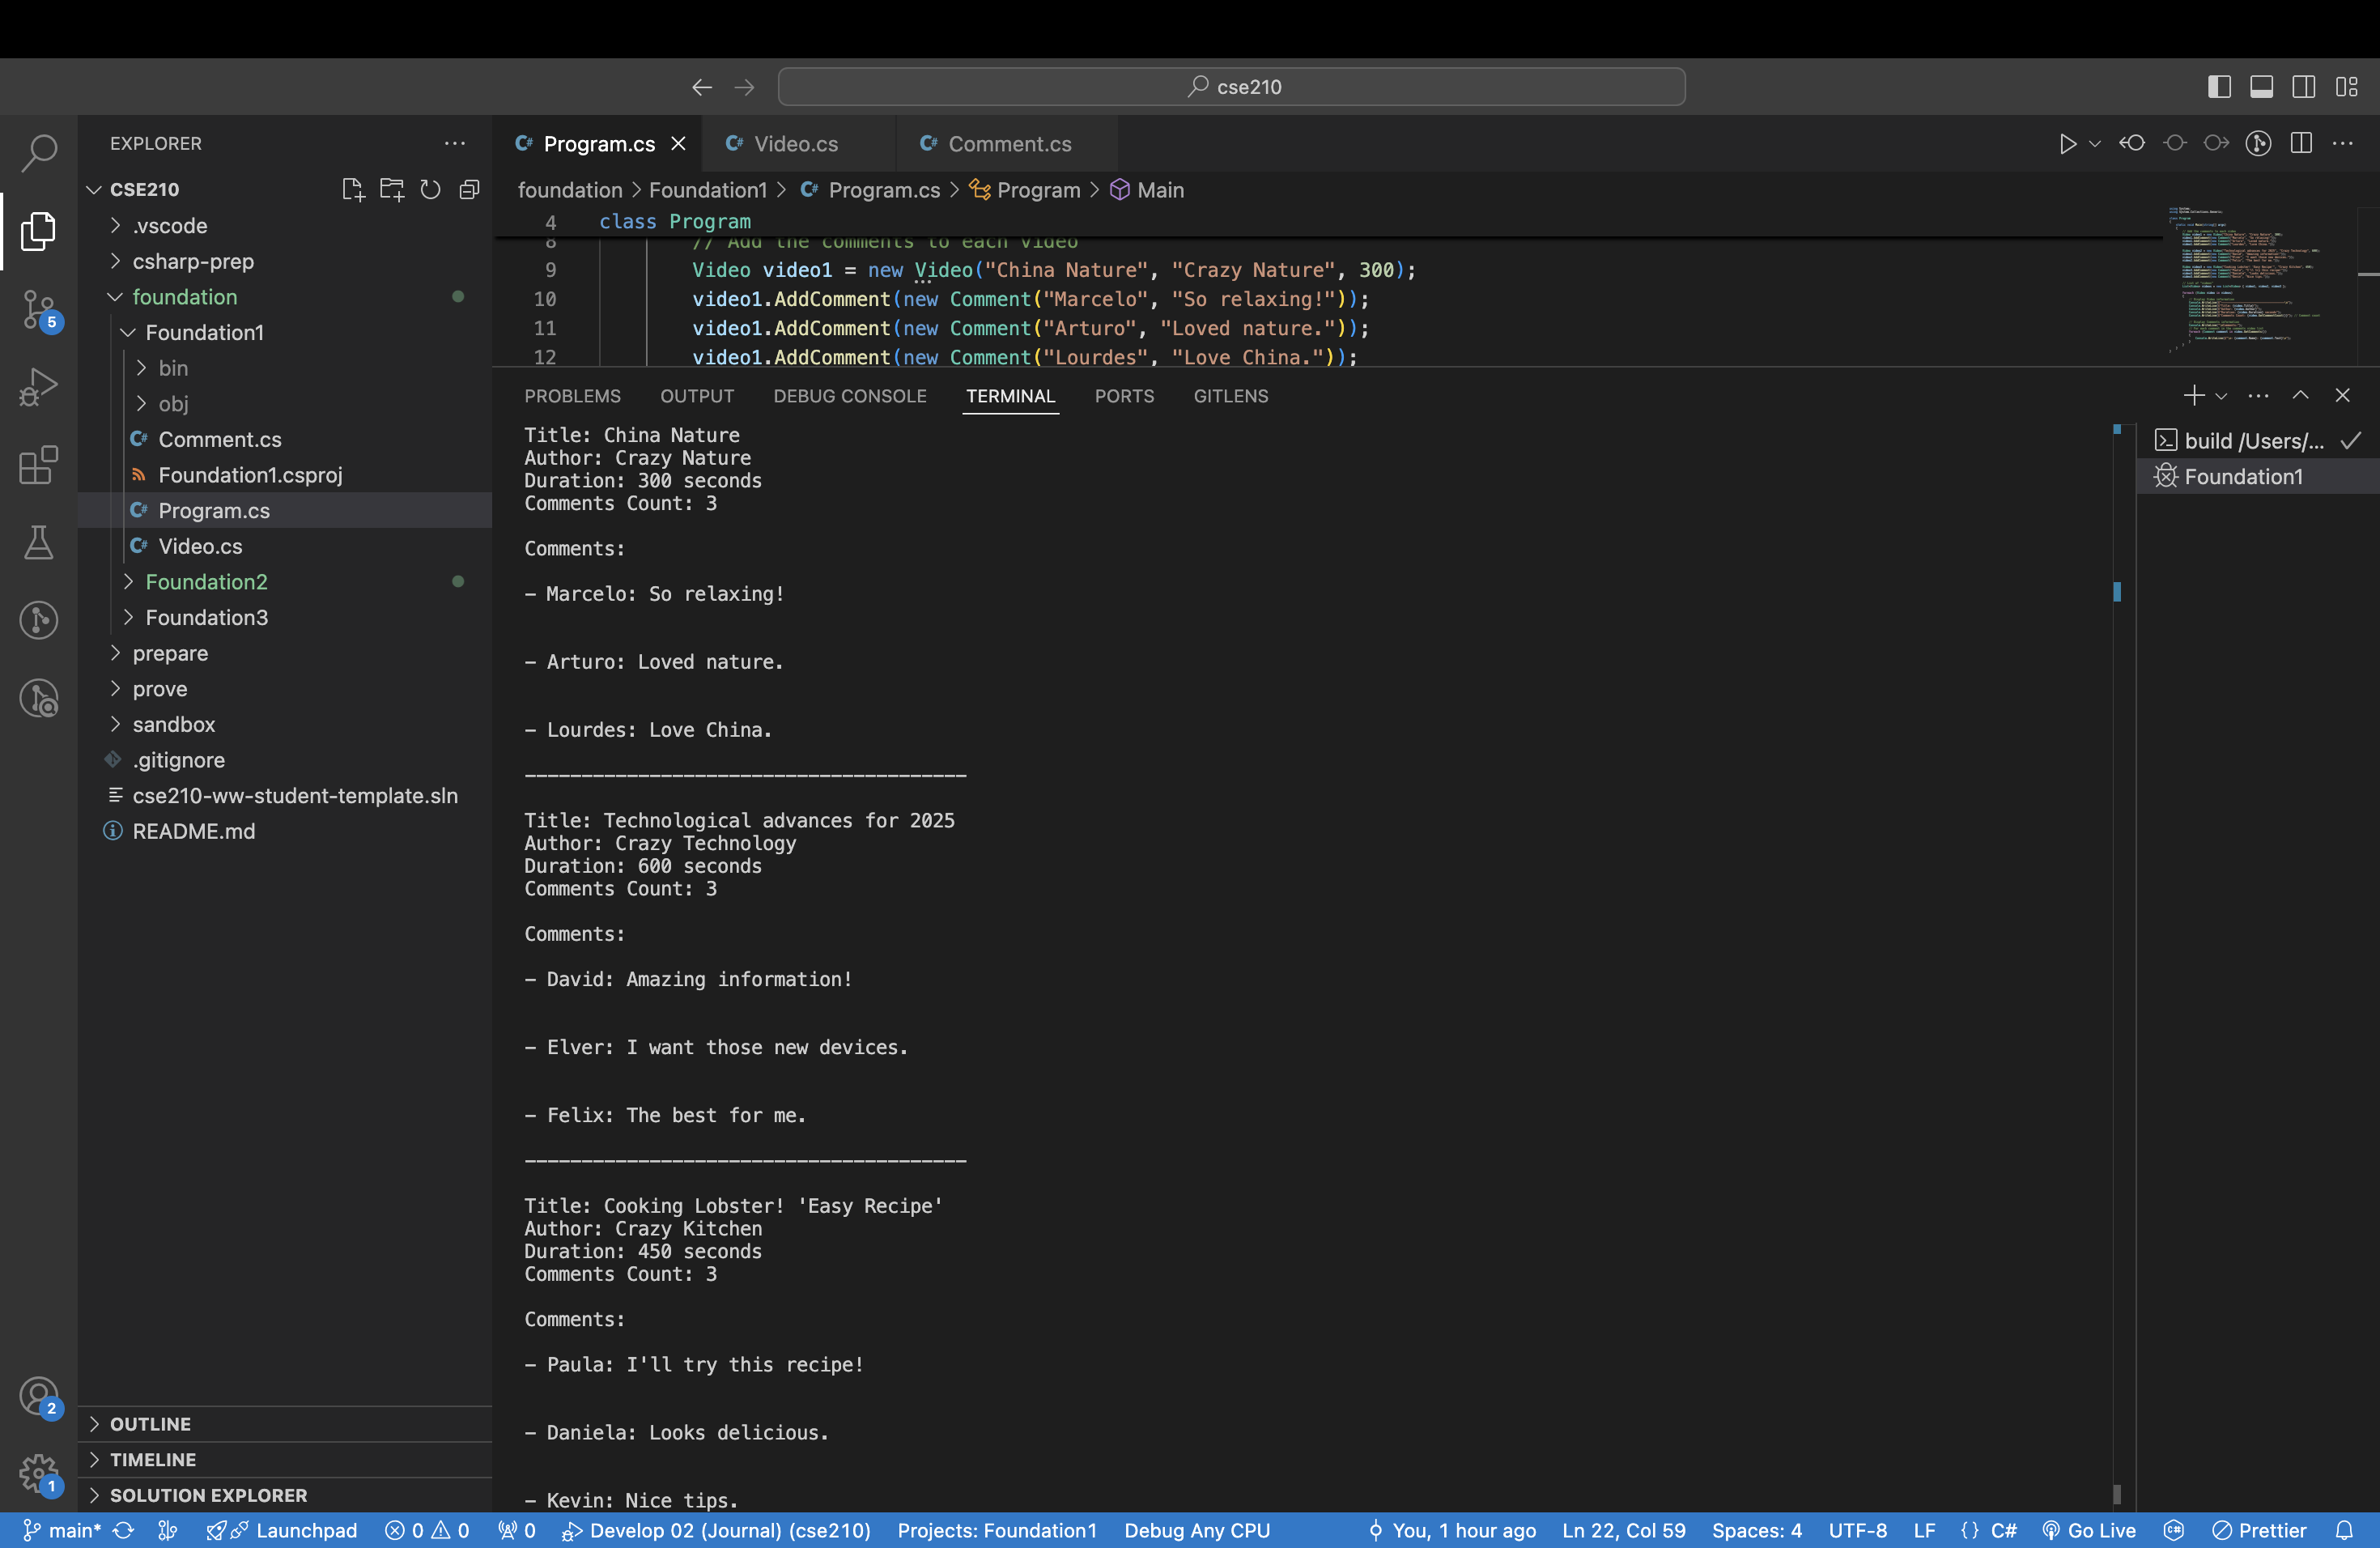 cse210
EXPLORER
Program.cs
Video.cs
Comment.cs
CSE210
foundation > Foundation1 > Program.cs > Program > Main
.vscode
csharp-prep
foundation
Foundation1
bin
obj
Comment.cs
Foundation1.csproj
Program.cs
Video.cs
Foundation2
Foundation3
prepare
prove
sandbox
.gitignore
cse210-ww-student-template.sln
README.md
OUTLINE
TIMELINE
SOLUTION EXPLORER
5
2
1
4 class Program
8 // Add the comments to each video
9 Video video1 = new Video("China Nature", "Crazy Nature", 300);
10 video1.AddComment(new Comment("Marcelo", "So relaxing!"));
11 video1.AddComment(new Comment("Arturo", "Loved nature."));
12 video1.AddComment(new Comment("Lourdes", "Love China."));
PROBLEMS OUTPUT DEBUG CONSOLE TERMINAL PORTS GITLENS
build /Users/...
Foundation1
Title: China Nature
Author: Crazy Nature
Duration: 300 seconds
Comments Count: 3
Comments:
- Marcelo: So relaxing!
- Arturo: Loved nature.
- Lourdes: Love China.
---------------------------------------
Title: Technological advances for 2025
Author: Crazy Technology
Duration: 600 seconds
Comments Count: 3
Comments:
- David: Amazing information!
- Elver: I want those new devices.
- Felix: The best for me.
---------------------------------------
Title: Cooking Lobster! 'Easy Recipe'
Author: Crazy Kitchen
Duration: 450 seconds
Comments Count: 3
Comments:
- Paula: I'll try this recipe!
- Daniela: Looks delicious.
- Kevin: Nice tips.
main* Launchpad 0 0 0 Develop 02 (Journal) (cse210) Projects: Foundation1 Debug Any CPU You, 1 hour ago Ln 22, Col 59 Spaces: 4 UTF-8 LF {} C# Go Live Prettier